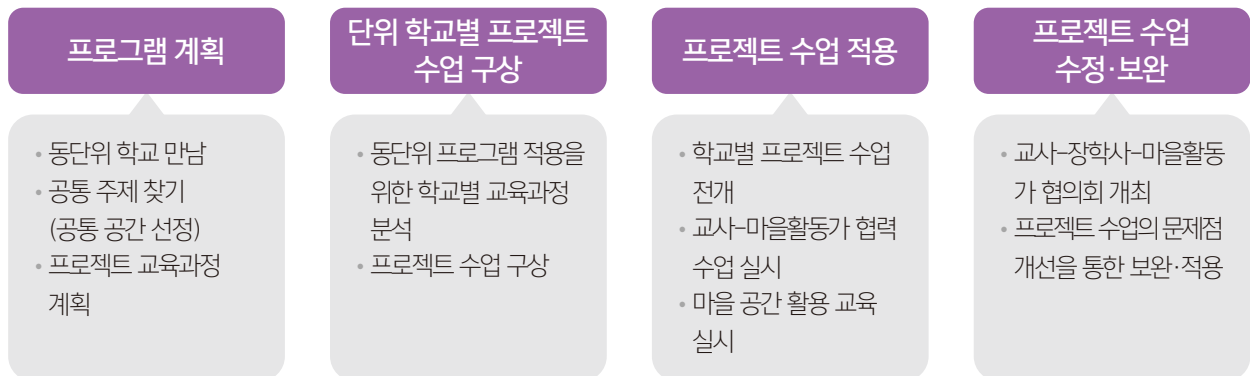 프로그램 계획
• 동단위 학교 만남
• 공통 주제 찾기
(공통 공간 선정)
• 프로젝트 교육과정
계획
단위 학교별 프로젝트
수업 구상
• 동단위 프로그램 적용을
위한 학교별 교육과정
분석
• 프로젝트 수업 구상
프로젝트 수업 적용
• 학교별 프로젝트 수업
전개
• 교사-마을활동가 협력
수업 실시
• 마을 공간 활용 교육
실시
프로젝트 수업
수정·보완
• 교사-장학사-마을활동
가 협의회 개최
• 프로젝트 수업의 문제점
개선을 통한 보완·적용